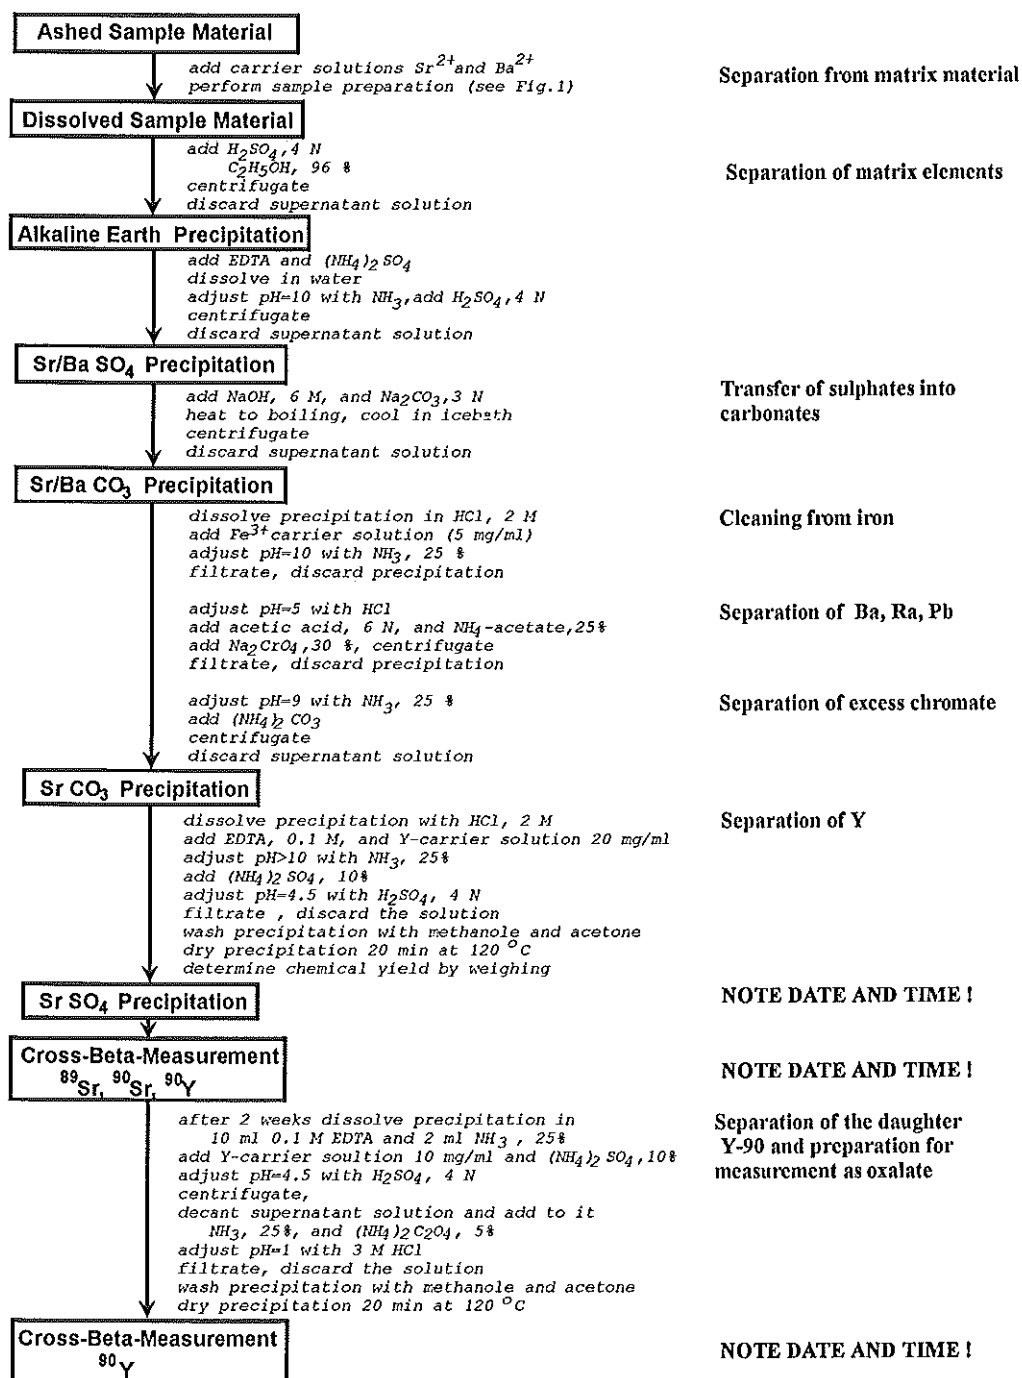 Ashed Sample Material
add carrier solutions Sr²⁺and Ba²⁺
perform sample preparation (see Fig.1)
Separation from matrix material
Dissolved Sample Material
add H₂SO₄,4 N
C₂H₅OH, 96 %
centrifugate
discard supernatant solution
Separation of matrix elements
Alkaline Earth Precipitation
add EDTA and (NH₄)₂SO₄
dissolve in water
adjust pH=10 with NH₃,add H₂SO₄,4 N
centrifugate
discard supernatant solution
Sr/Ba SO₄ Precipitation
add NaOH, 6 M, and Na₂CO₃,3 N
heat to boiling, cool in icebath
centrifugate
discard supernatant solution
Transfer of sulphates into
carbonates
Sr/Ba CO₃ Precipitation
dissolve precipitation in HCl, 2 M
add Fe³⁺carrier solution (5 mg/ml)
adjust pH=10 with NH₃, 25 %
filtrate, discard precipitation
Cleaning from iron
adjust pH=5 with HCl
add acetic acid, 6 N, and NH₄-acetate,25%
add Na₂CrO₄,30 %, centrifugate
filtrate, discard precipitation
Separation of Ba, Ra, Pb
adjust pH=9 with NH₃, 25 %
add (NH₄)₂CO₃
centrifugate
discard supernatant solution
Separation of excess chromate
Sr CO₃ Precipitation
dissolve precipitation with HCl, 2 M
add EDTA, 0.1 M, and Y-carrier solution 20 mg/ml
adjust pH>10 with NH₃, 25%
add (NH₄)₂SO₄, 10%
adjust pH=4.5 with H₂SO₄, 4 N
filtrate , discard the solution
wash precipitation with methanole and acetone
dry precipitation 20 min at 120 °C
determine chemical yield by weighing
Separation of Y
Sr SO₄ Precipitation
NOTE DATE AND TIME !
Cross-Beta-Measurement
⁸⁹Sr, ⁹⁰Sr, ⁹⁰Y
NOTE DATE AND TIME !
after 2 weeks dissolve precipitation in
10 ml 0.1 M EDTA and 2 ml NH₃ , 25%
add Y-carrier soultion 10 mg/ml and (NH₄)₂SO₄,10%
adjust pH=4.5 with H₂SO₄, 4 N
centrifugate,
decant supernatant solution and add to it
NH₃, 25%, and (NH₄)₂C₂O₄, 5%
adjust pH=1 with 3 M HCl
filtrate, discard the solution
wash precipitation with methanole and acetone
dry precipitation 20 min at 120 °C
Separation of the daughter
Y-90 and preparation for
measurement as oxalate
Cross-Beta-Measurement
⁹⁰Y
NOTE DATE AND TIME !